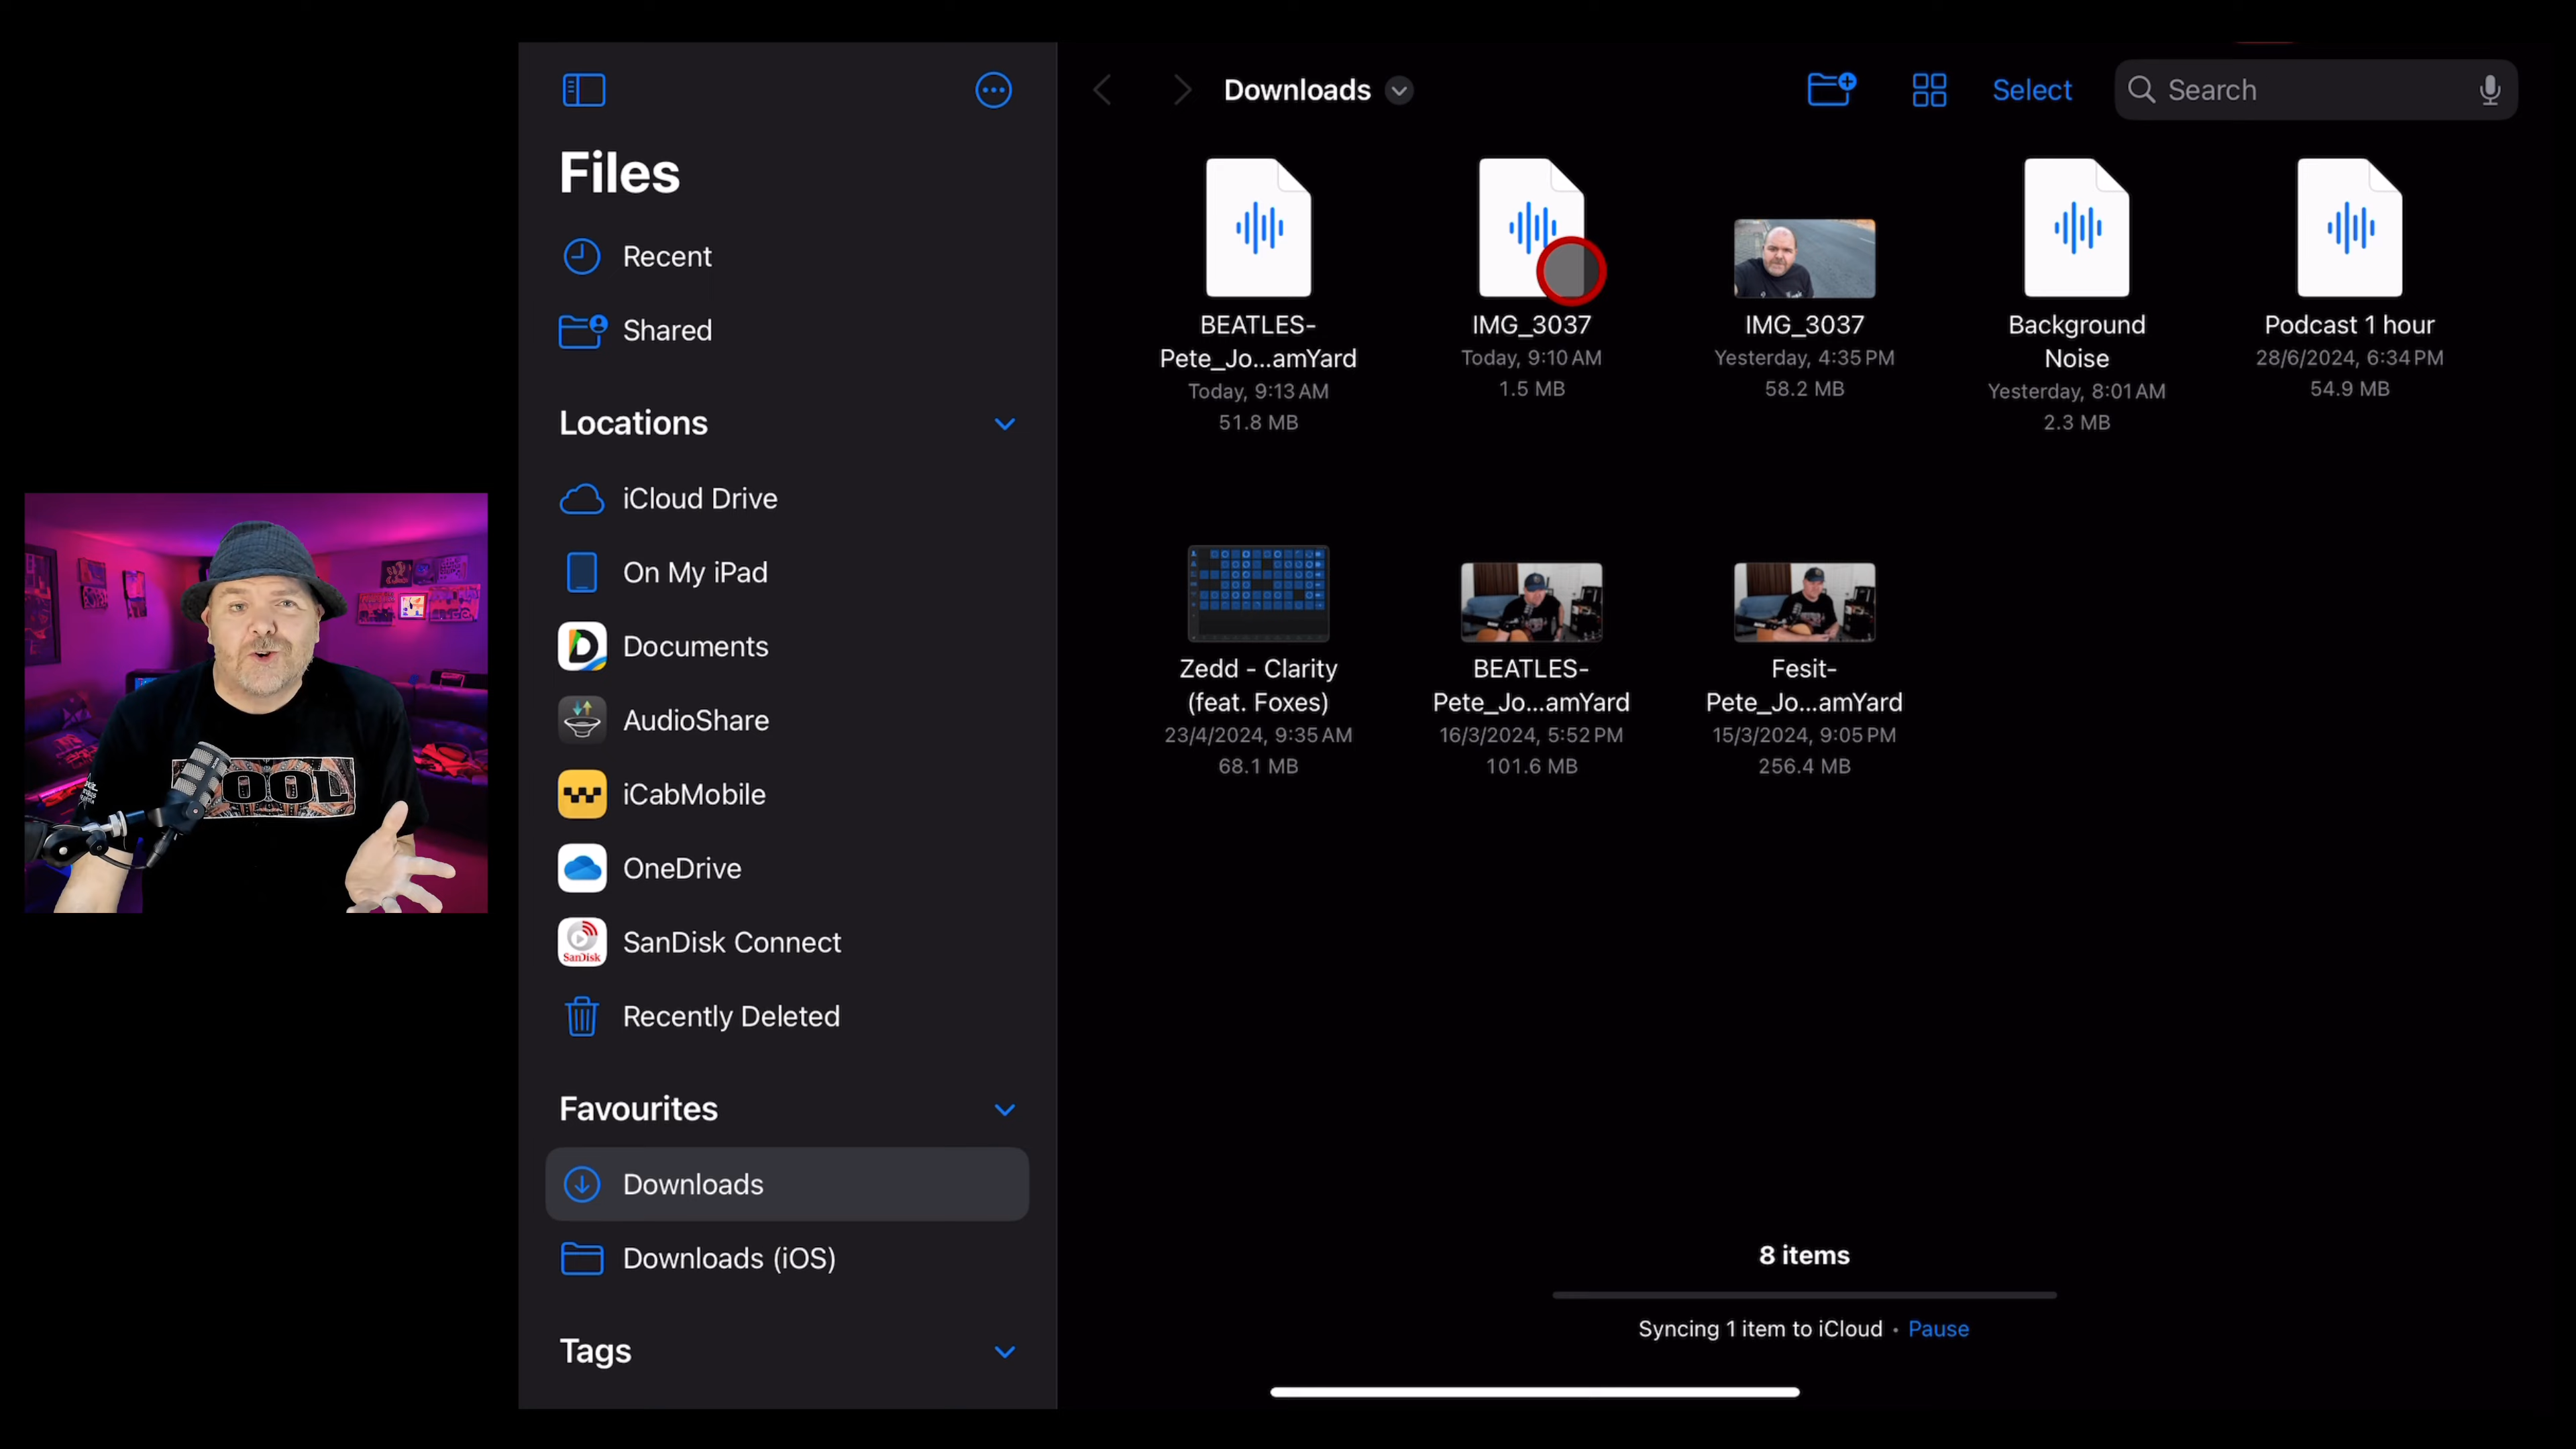 Files
Recent
Shared
Locations
iCloud Drive
On My iPad
Documents
AudioShare
iCabMobile
OneDrive
SanDisk
SanDisk Connect
Recently Deleted
Favourites
Downloads
Downloads (iOS)
Tags
Downloads
Select
Search
BEATLES-
Pete_Jo...amYard
Today, 9:13 AM
51.8 MB
IMG_3037
Today, 9:10 AM
1.5 MB
IMG_3037
Yesterday, 4:35 PM
58.2 MB
Background
Noise
Yesterday, 8:01 AM
2.3 MB
Podcast 1 hour
28/6/2024, 6:34 PM
54.9 MB
Zedd - Clarity
(feat. Foxes)
23/4/2024, 9:35 AM
68.1 MB
BEATLES-
Pete_Jo...amYard
16/3/2024, 5:52 PM
101.6 MB
Fesit-
Pete_Jo...amYard
15/3/2024, 9:05 PM
256.4 MB
8 items
Syncing 1 item to iCloud • Pause